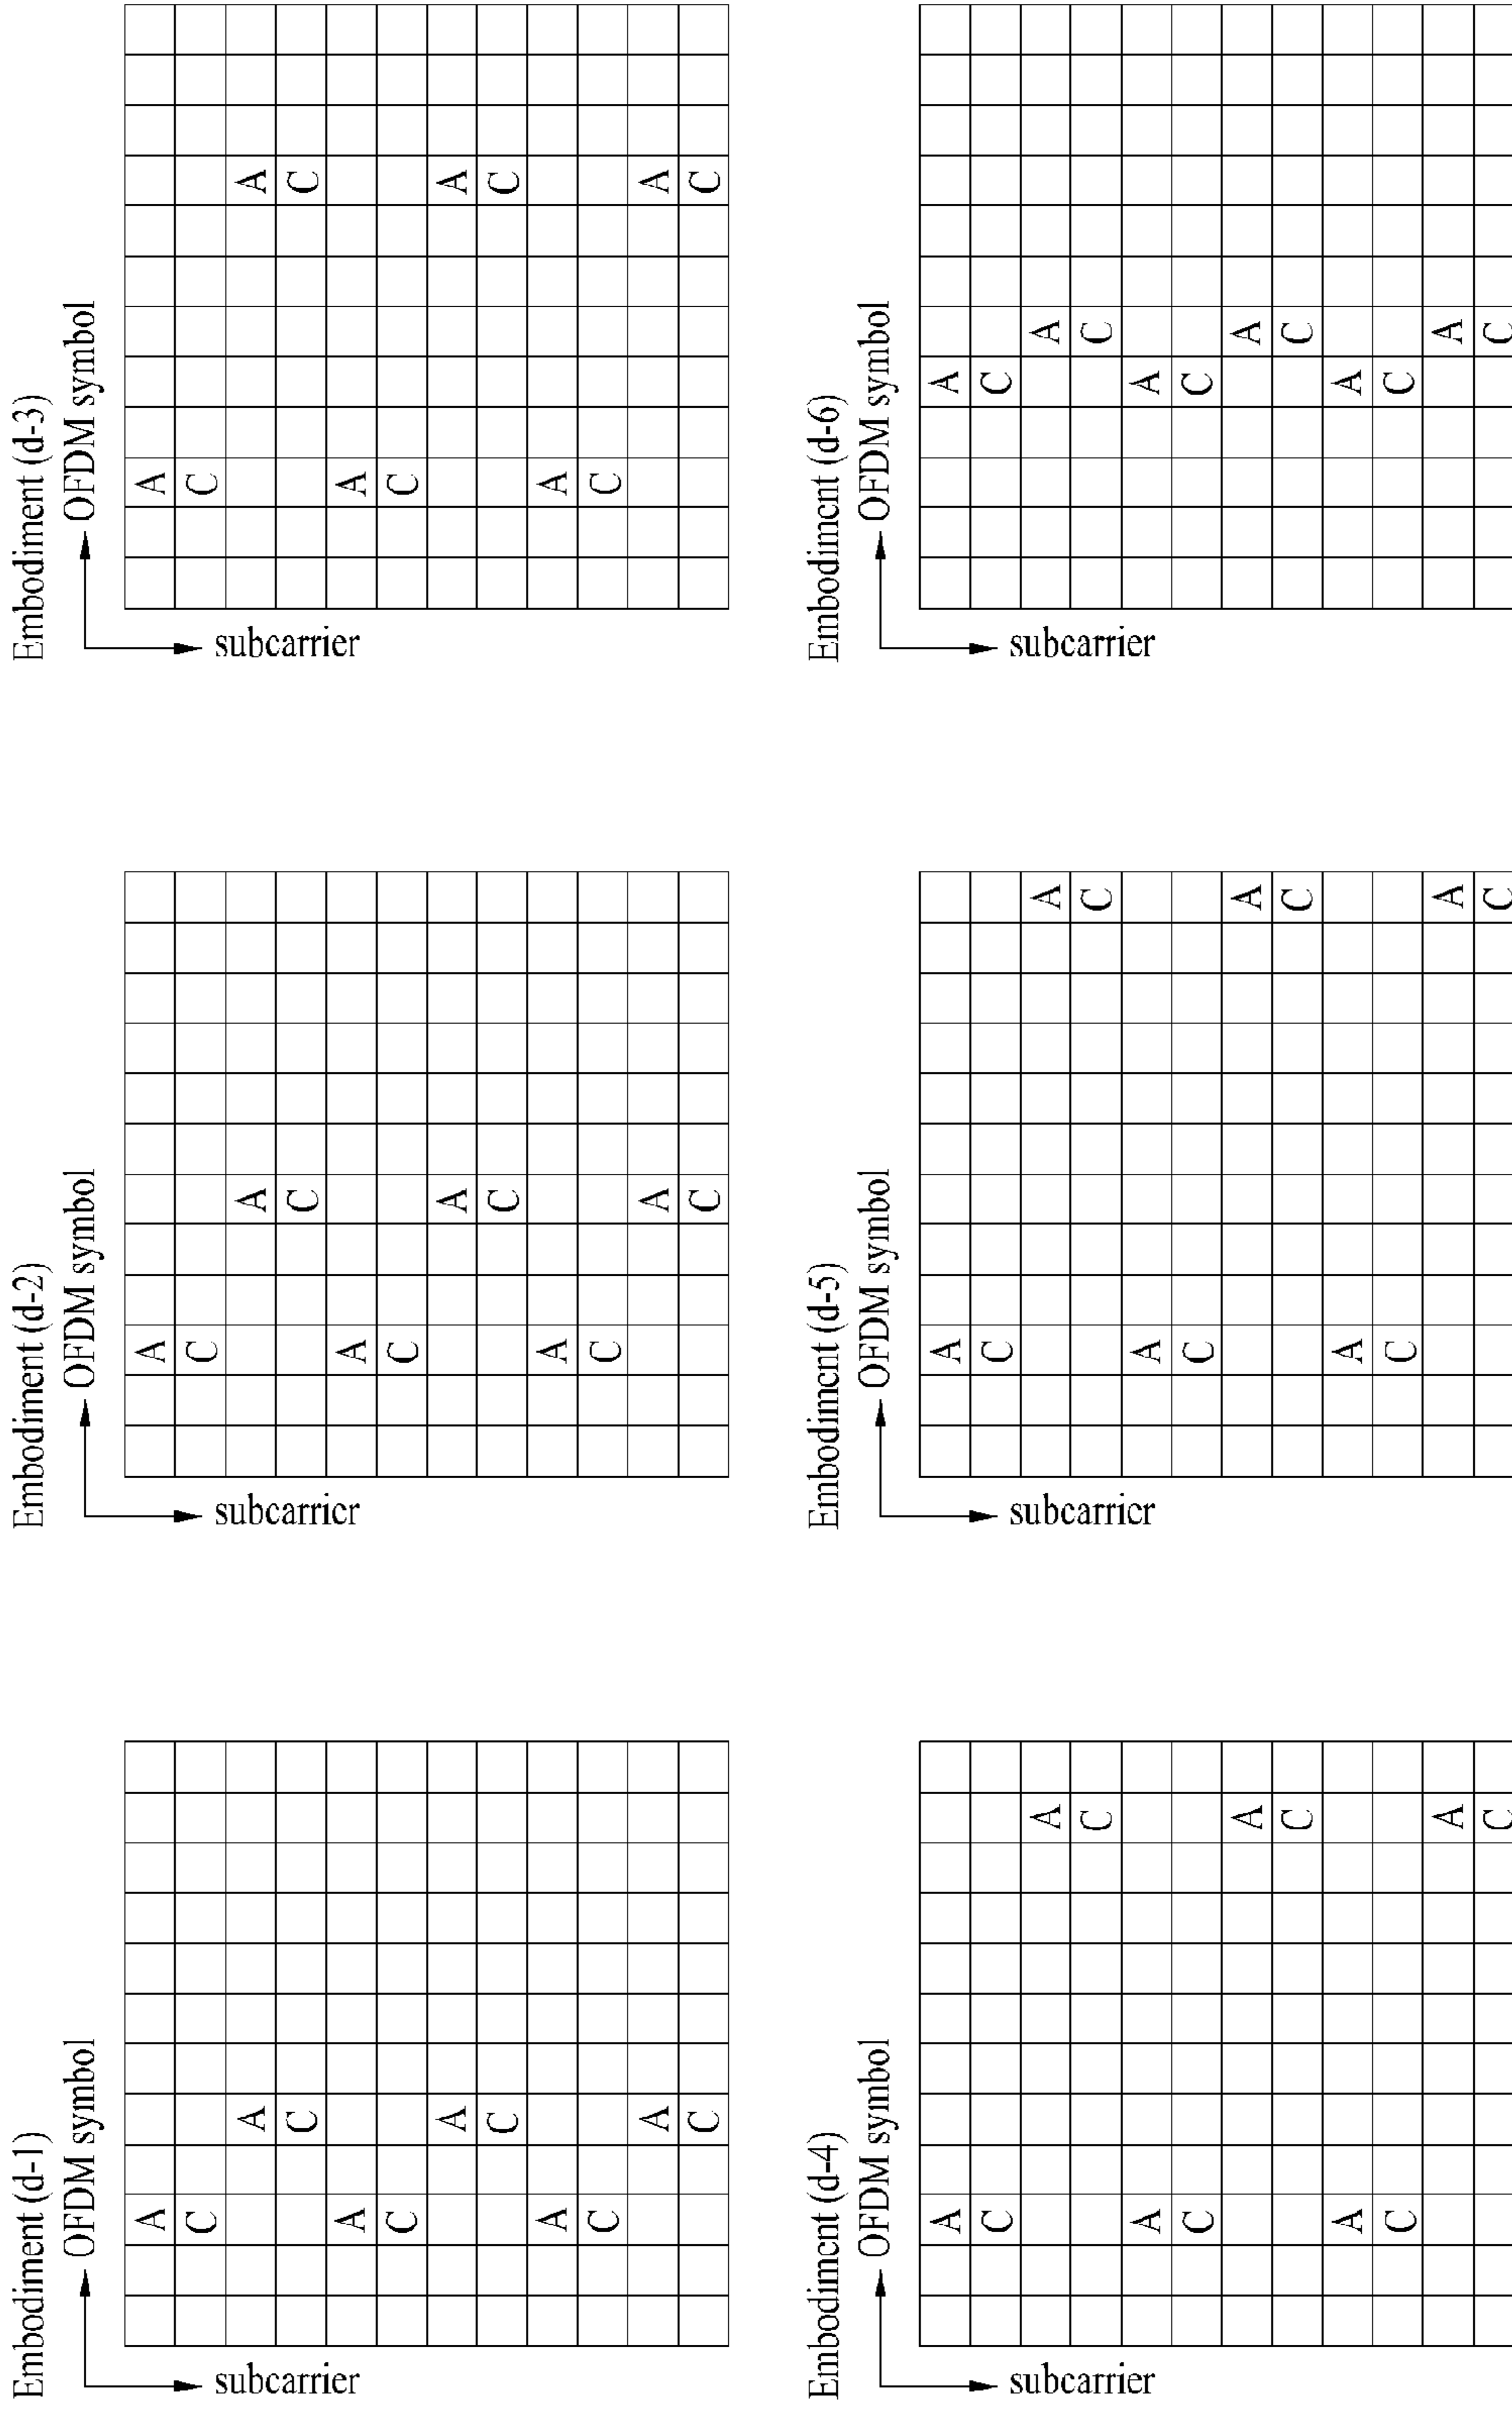 Embodiment (d-1)
OFDM symbol
subcarrier
A
C
A
C
A
C
A
C
A
C
A
C
Embodiment (d-2)
OFDM symbol
subcarrier
A
C
A
C
A
C
A
C
A
C
A
C
Embodiment (d-3)
OFDM symbol
subcarrier
A
C
A
C
A
C
A
C
A
C
A
C
Embodiment (d-4)
OFDM symbol
subcarrier
A
C
A
C
A
C
A
C
A
C
A
C
Embodiment (d-5)
OFDM symbol
subcarrier
A
C
A
C
A
C
A
C
A
C
A
C
Embodiment (d-6)
OFDM symbol
subcarrier
A
C
A
C
A
C
A
C
A
C
A
C